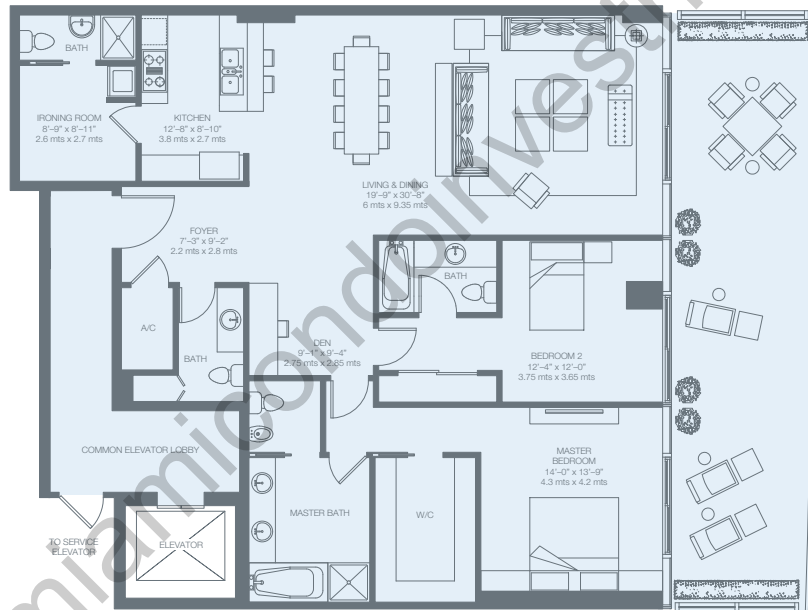 BATH
IRONING ROOM
8'-9" x 8'-11"
2.6 mts x 2.7 mts
KITCHEN
12'-8" x 8'-10"
3.8 mts x 2.7 mts
LIVING & DINING
19'-9" x 30'-8"
6 mts x 9.35 mts
FOYER
7'-3" x 9'-2"
2.2 mts x 2.8 mts
BATH
A/C
BATH
DEN
9'-1" x 9'-4"
2.75 mts x 2.85 mts
BEDROOM 2
12'-4" x 12'-0"
3.75 mts x 3.65 mts
COMMON ELEVATOR LOBBY
MASTER
BEDROOM
14'-0" x 13'-9"
4.3 mts x 4.2 mts
MASTER BATH
W/C
TO SERVICE
ELEVATOR
ELEVATOR
miamicondoinvestm